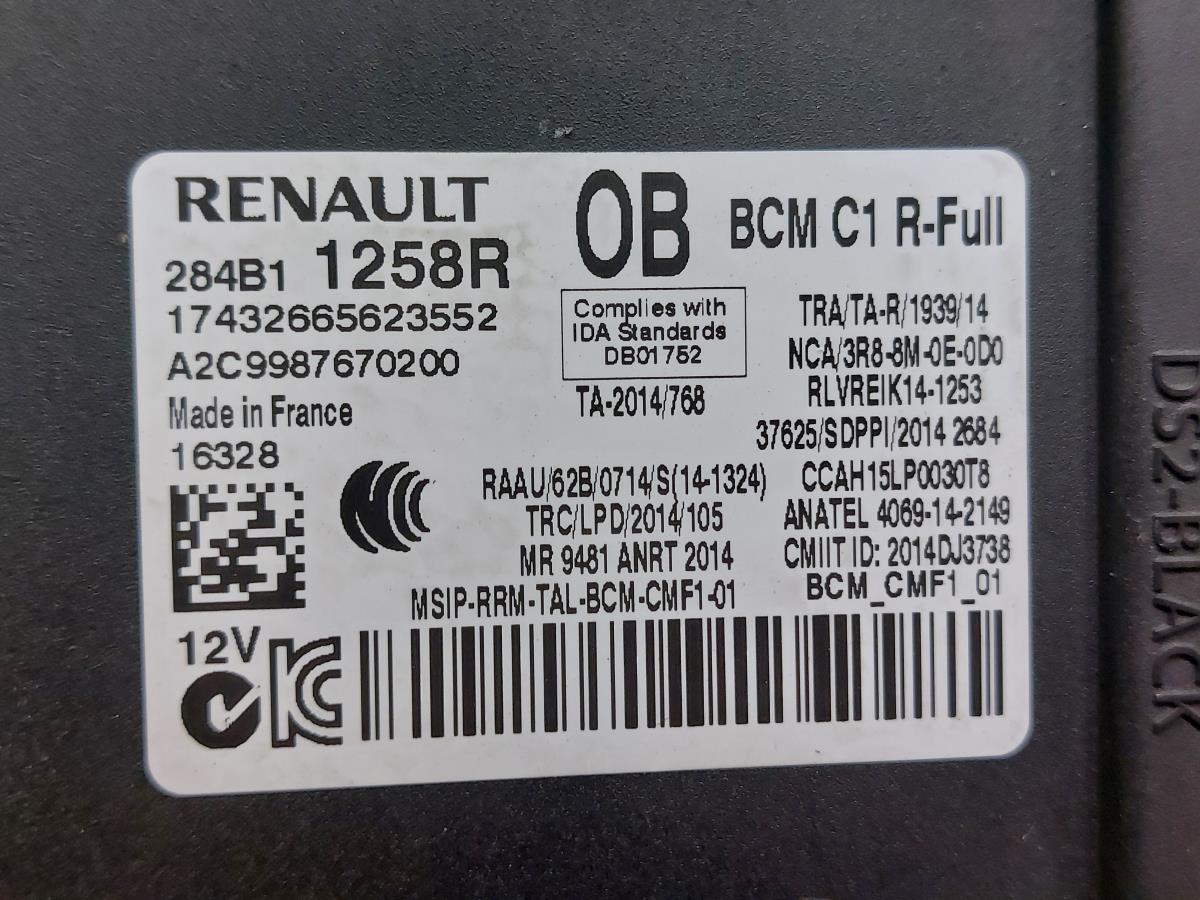 RENAULT
284B1 1258R
17432665623552
A2C9987670200
Made in France
16328
0B
BCM C1 R-Full
Complies with
IDA Standards
DB01752
TA-2014/768
TRA/TA-R/1939/14
NCA/3R8-8M-0E-0D0
RLVREIK14-1253
37625/SDPPI/2014 2684
RAAU/62B/0714/S(14-1324)
CCAH15LP0030T8
TRC/LPD/2014/105
ANATEL 4069-14-2149
MR 9481 ANRT 2014
CMIIT ID: 2014DJ3738
MSIP-RRM-TAL-BCM-CMF1-01
BCM_CMF1_01
12V
DS2-BLACK